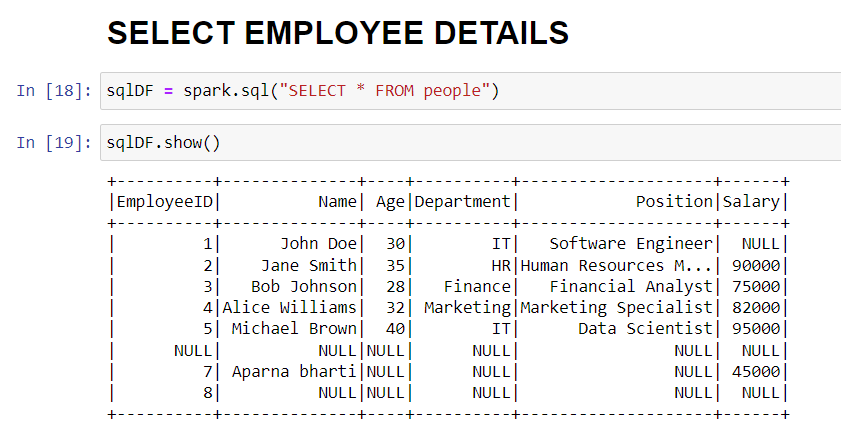 SELECT EMPLOYEE DETAILS
In [18]: sqlDF = spark.sql("SELECT * FROM people")
In [19]: sqlDF.show()
+----------+--------------+----+----------+--------------------+------+
|EmployeeID|          Name| Age|Department|            Position|Salary|
+----------+--------------+----+----------+--------------------+------+
|         1|      John Doe|  30|        IT|   Software Engineer|  NULL|
|         2|    Jane Smith|  35|        HR|Human Resources M...| 90000|
|         3|   Bob Johnson|  28|   Finance|   Financial Analyst| 75000|
|         4|Alice Williams|  32| Marketing|Marketing Specialist| 82000|
|         5| Michael Brown|  40|        IT|      Data Scientist| 95000|
|      NULL|          NULL|NULL|      NULL|                NULL|  NULL|
|         7| Aparna bharti|NULL|      NULL|                NULL| 45000|
|         8|          NULL|NULL|      NULL|                NULL|  NULL|
+----------+--------------+----+----------+--------------------+------+